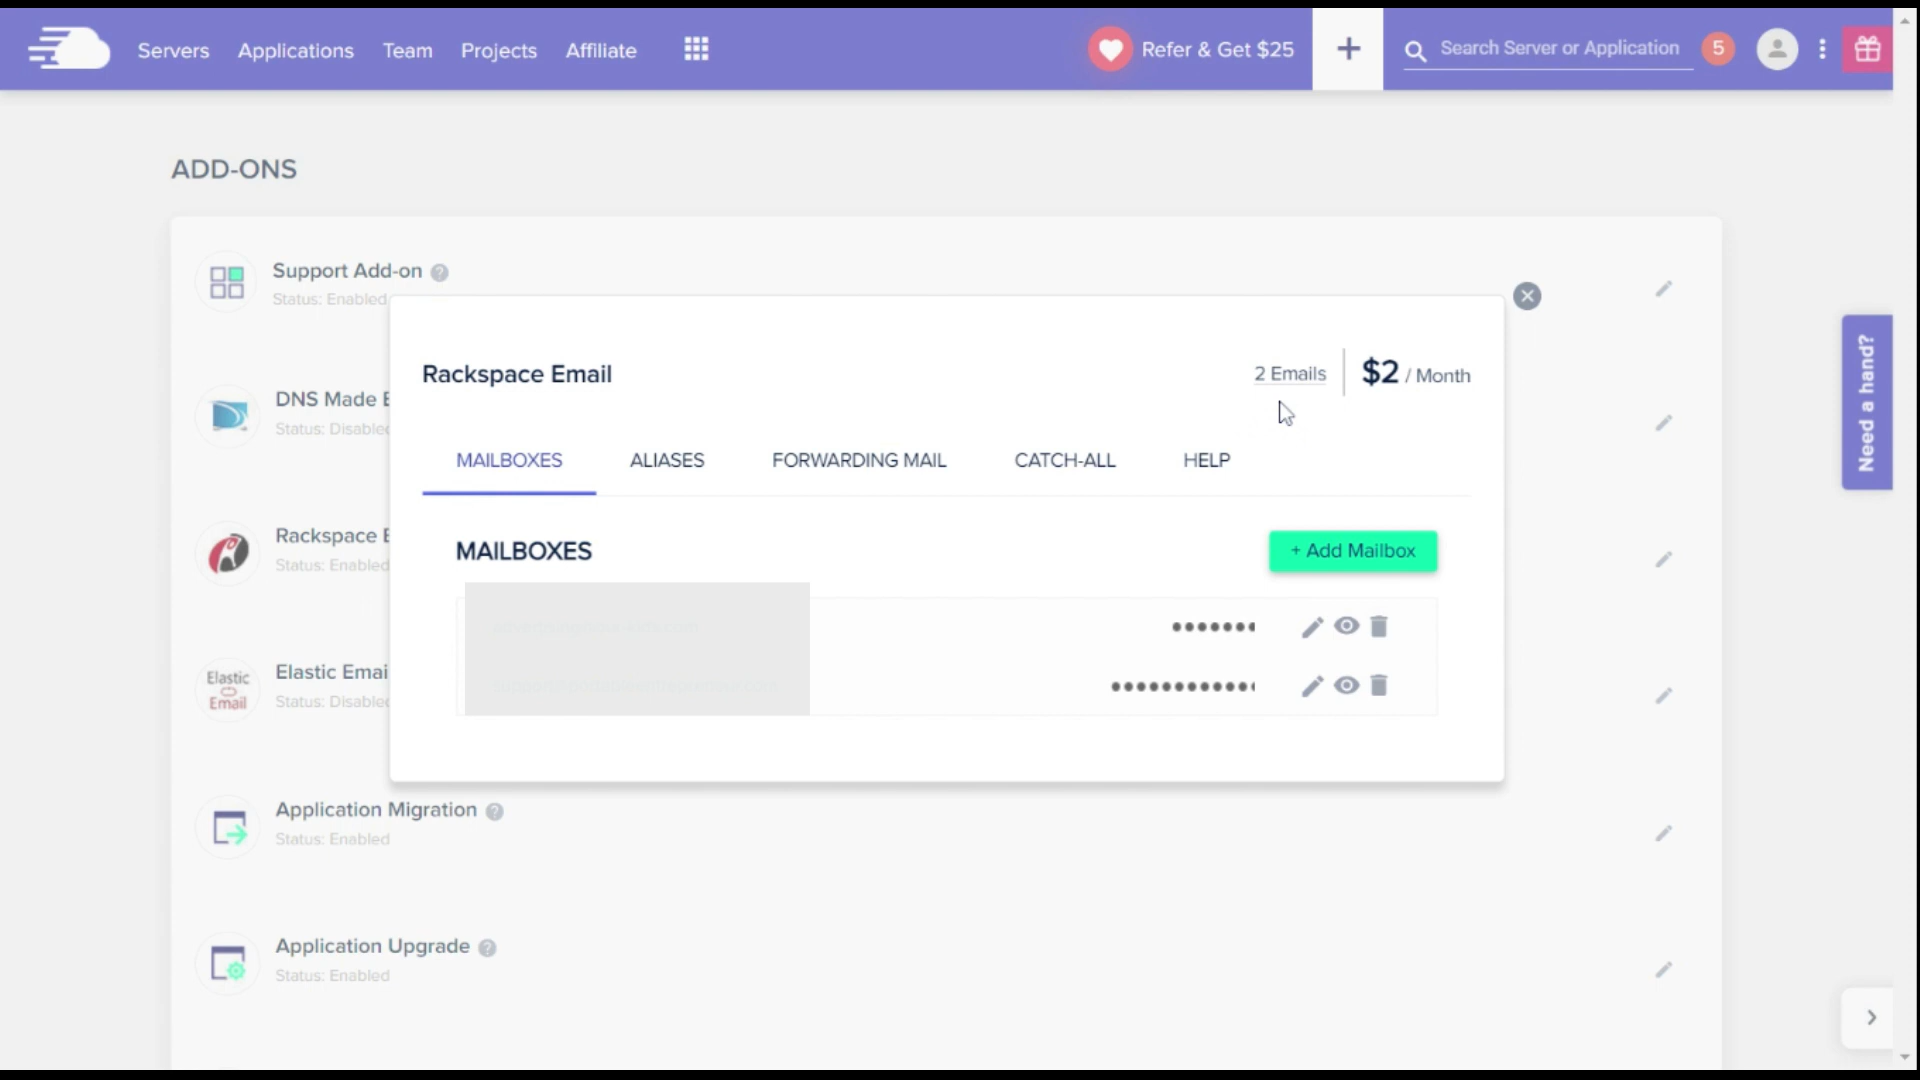 Servers Applications Team Projects Affiliate Refer & Get $25 + Search Server or Application 5
ADD-ONS
Support Add-on ?
Status: Enabled
Rackspace Email 2 Emails $2 / Month
DNS Made
Status: Disabled
MAILBOXES ALIASES FORWARDING MAIL CATCH-ALL HELP
Need a hand?
Rackspace
Status: Enabled
MAILBOXES + Add Mailbox
•••••••
Elastic Emai
Status: Disabled
Elastic
Email
••••••••••••
Application Migration ?
Status: Enabled
Application Upgrade ?
Status: Enabled